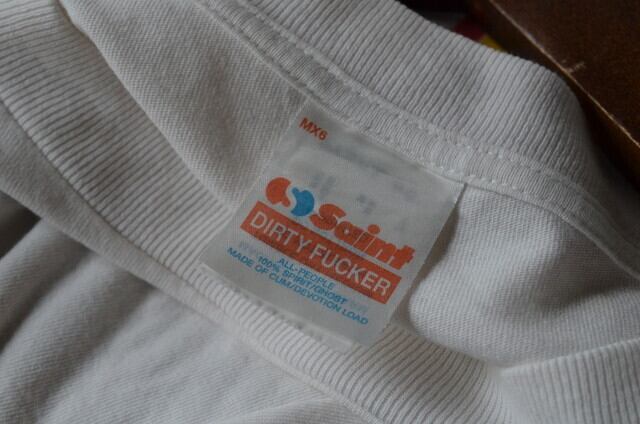 MX6
Saint
DIRTY FUCKER
ALL-PEOPLE
100% SPIRIT/GHOST
MADE OF CUM/DEVOTION LOAD